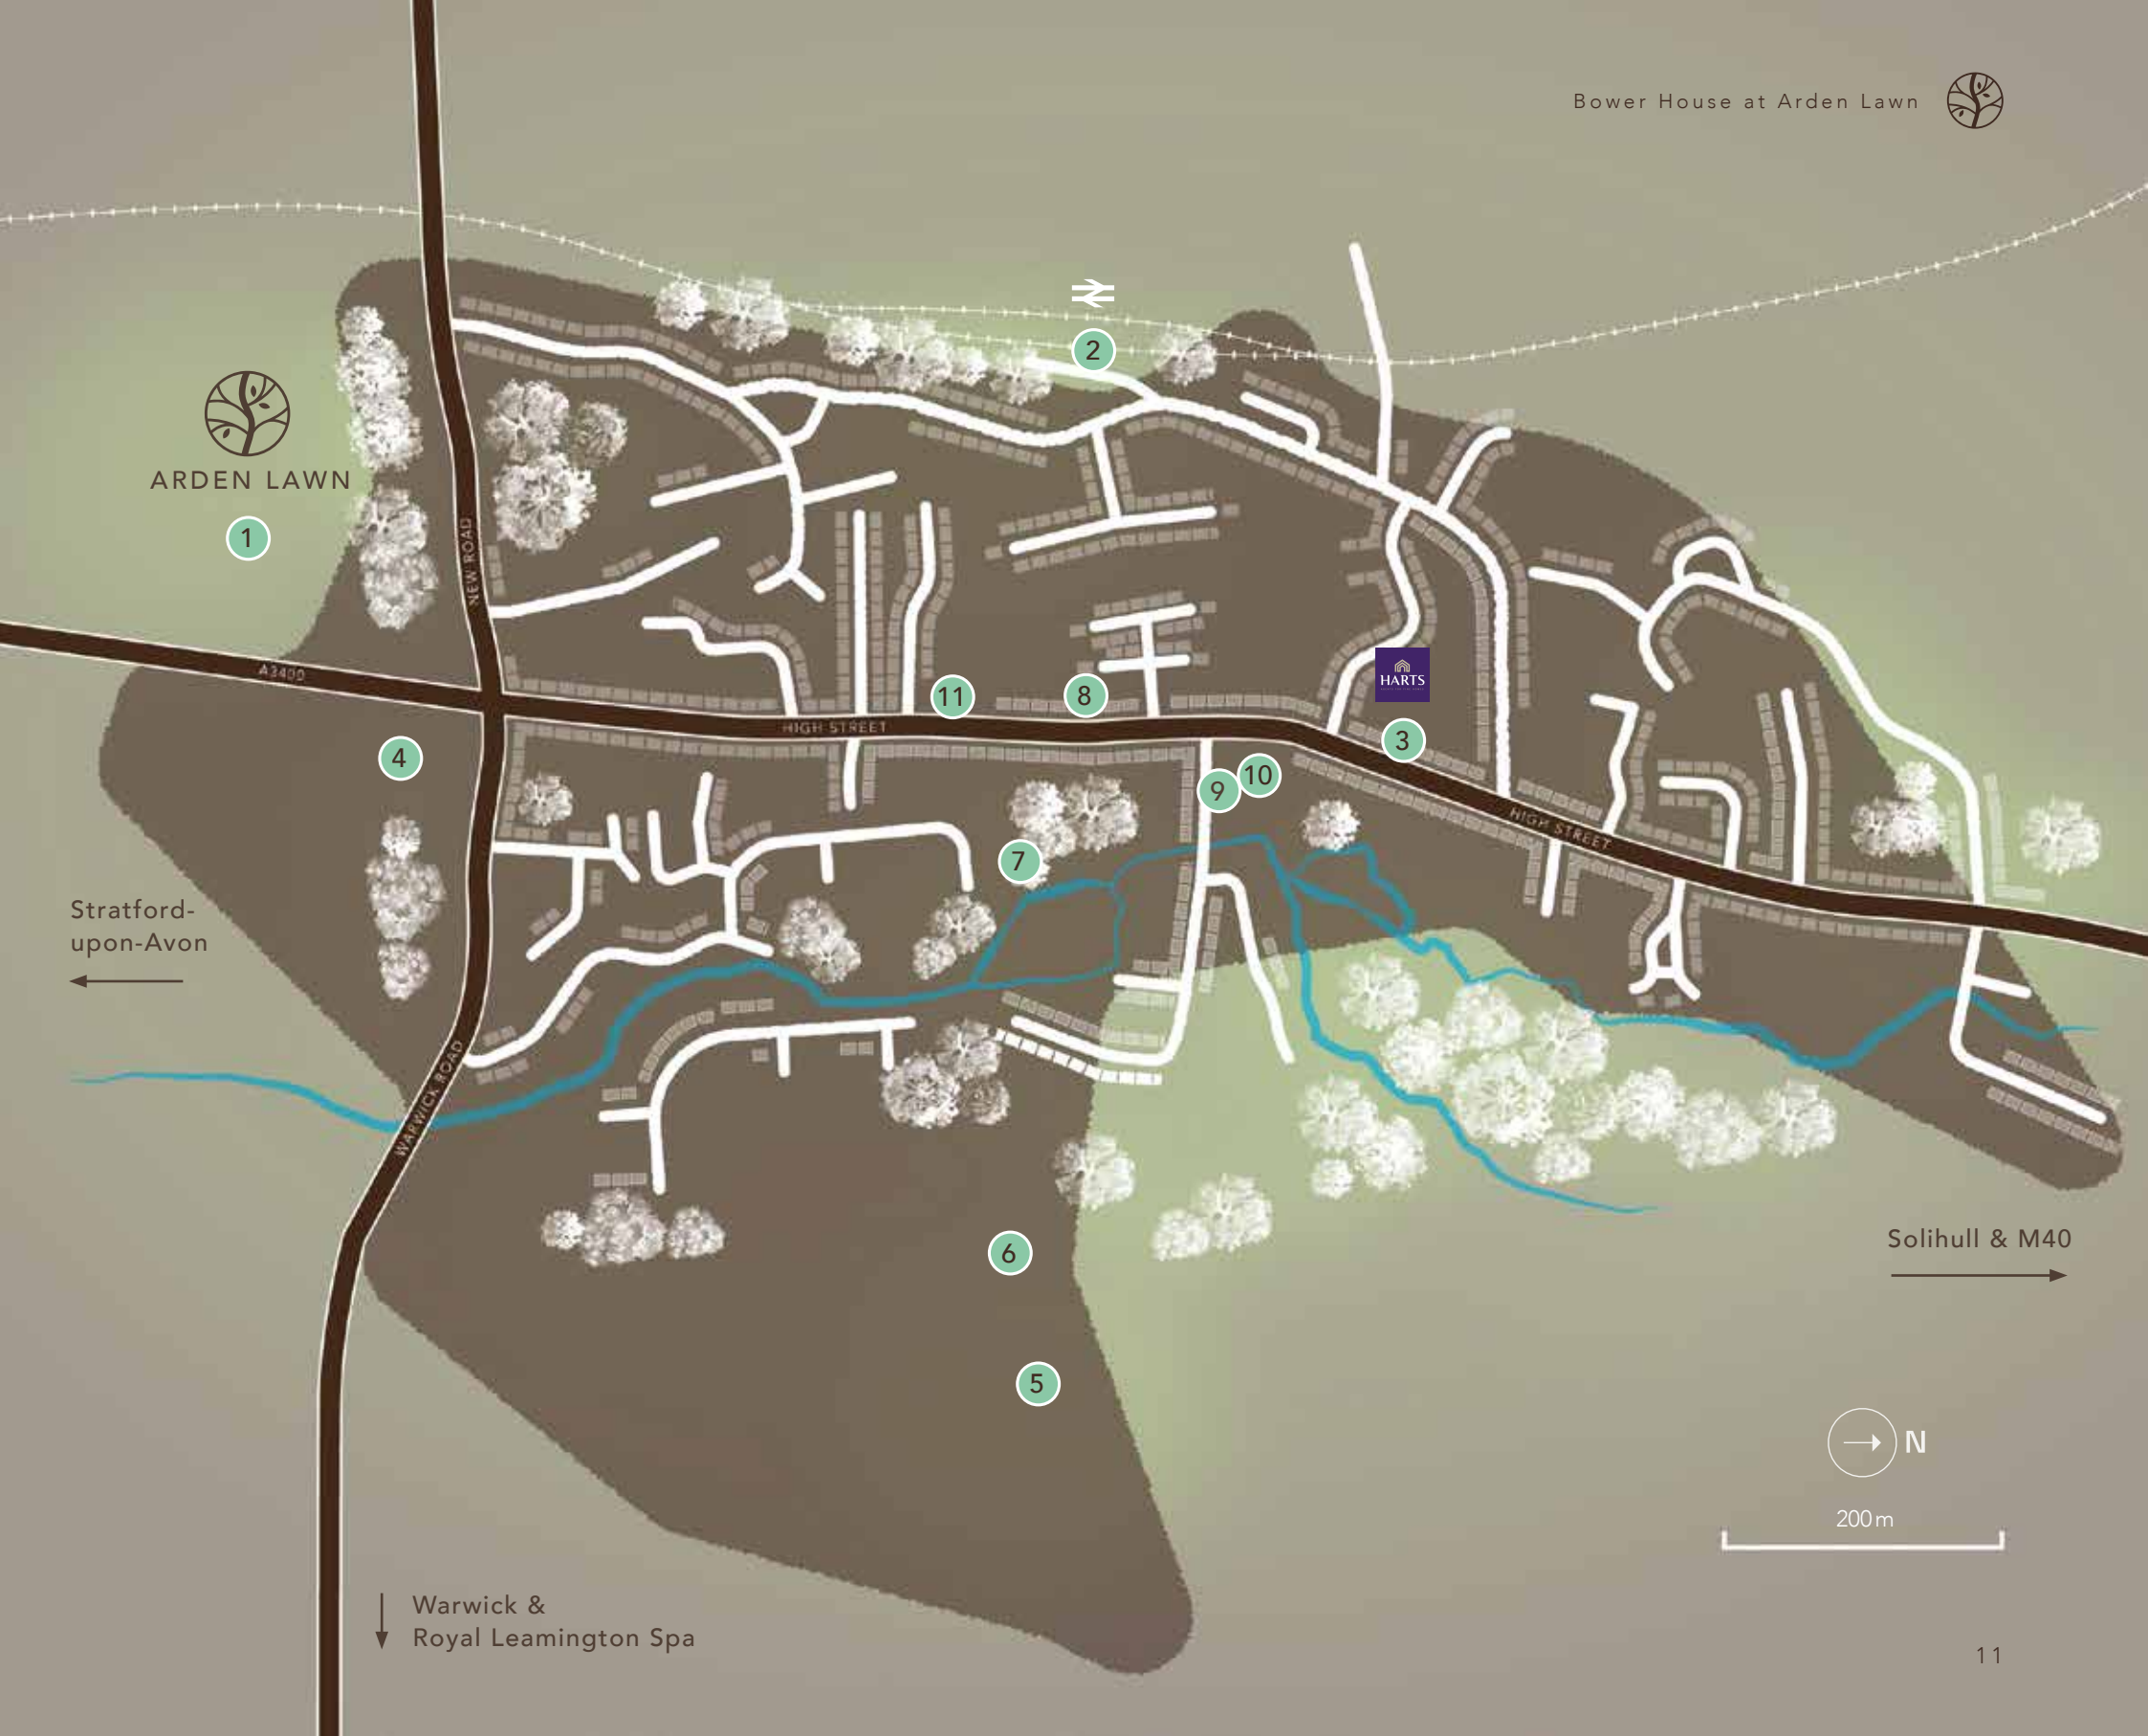 Bower House at Arden Lawn
2
ARDEN LAWN
1
NEW ROAD
A3400
HARTS
11
8
HIGH STREET
3
4
10
9
HIGH STREET
7
Stratford-
upon-Avon
WARWICK ROAD
6
Solihull & M40
5
N
200 m
Warwick &
Royal Leamington Spa
11